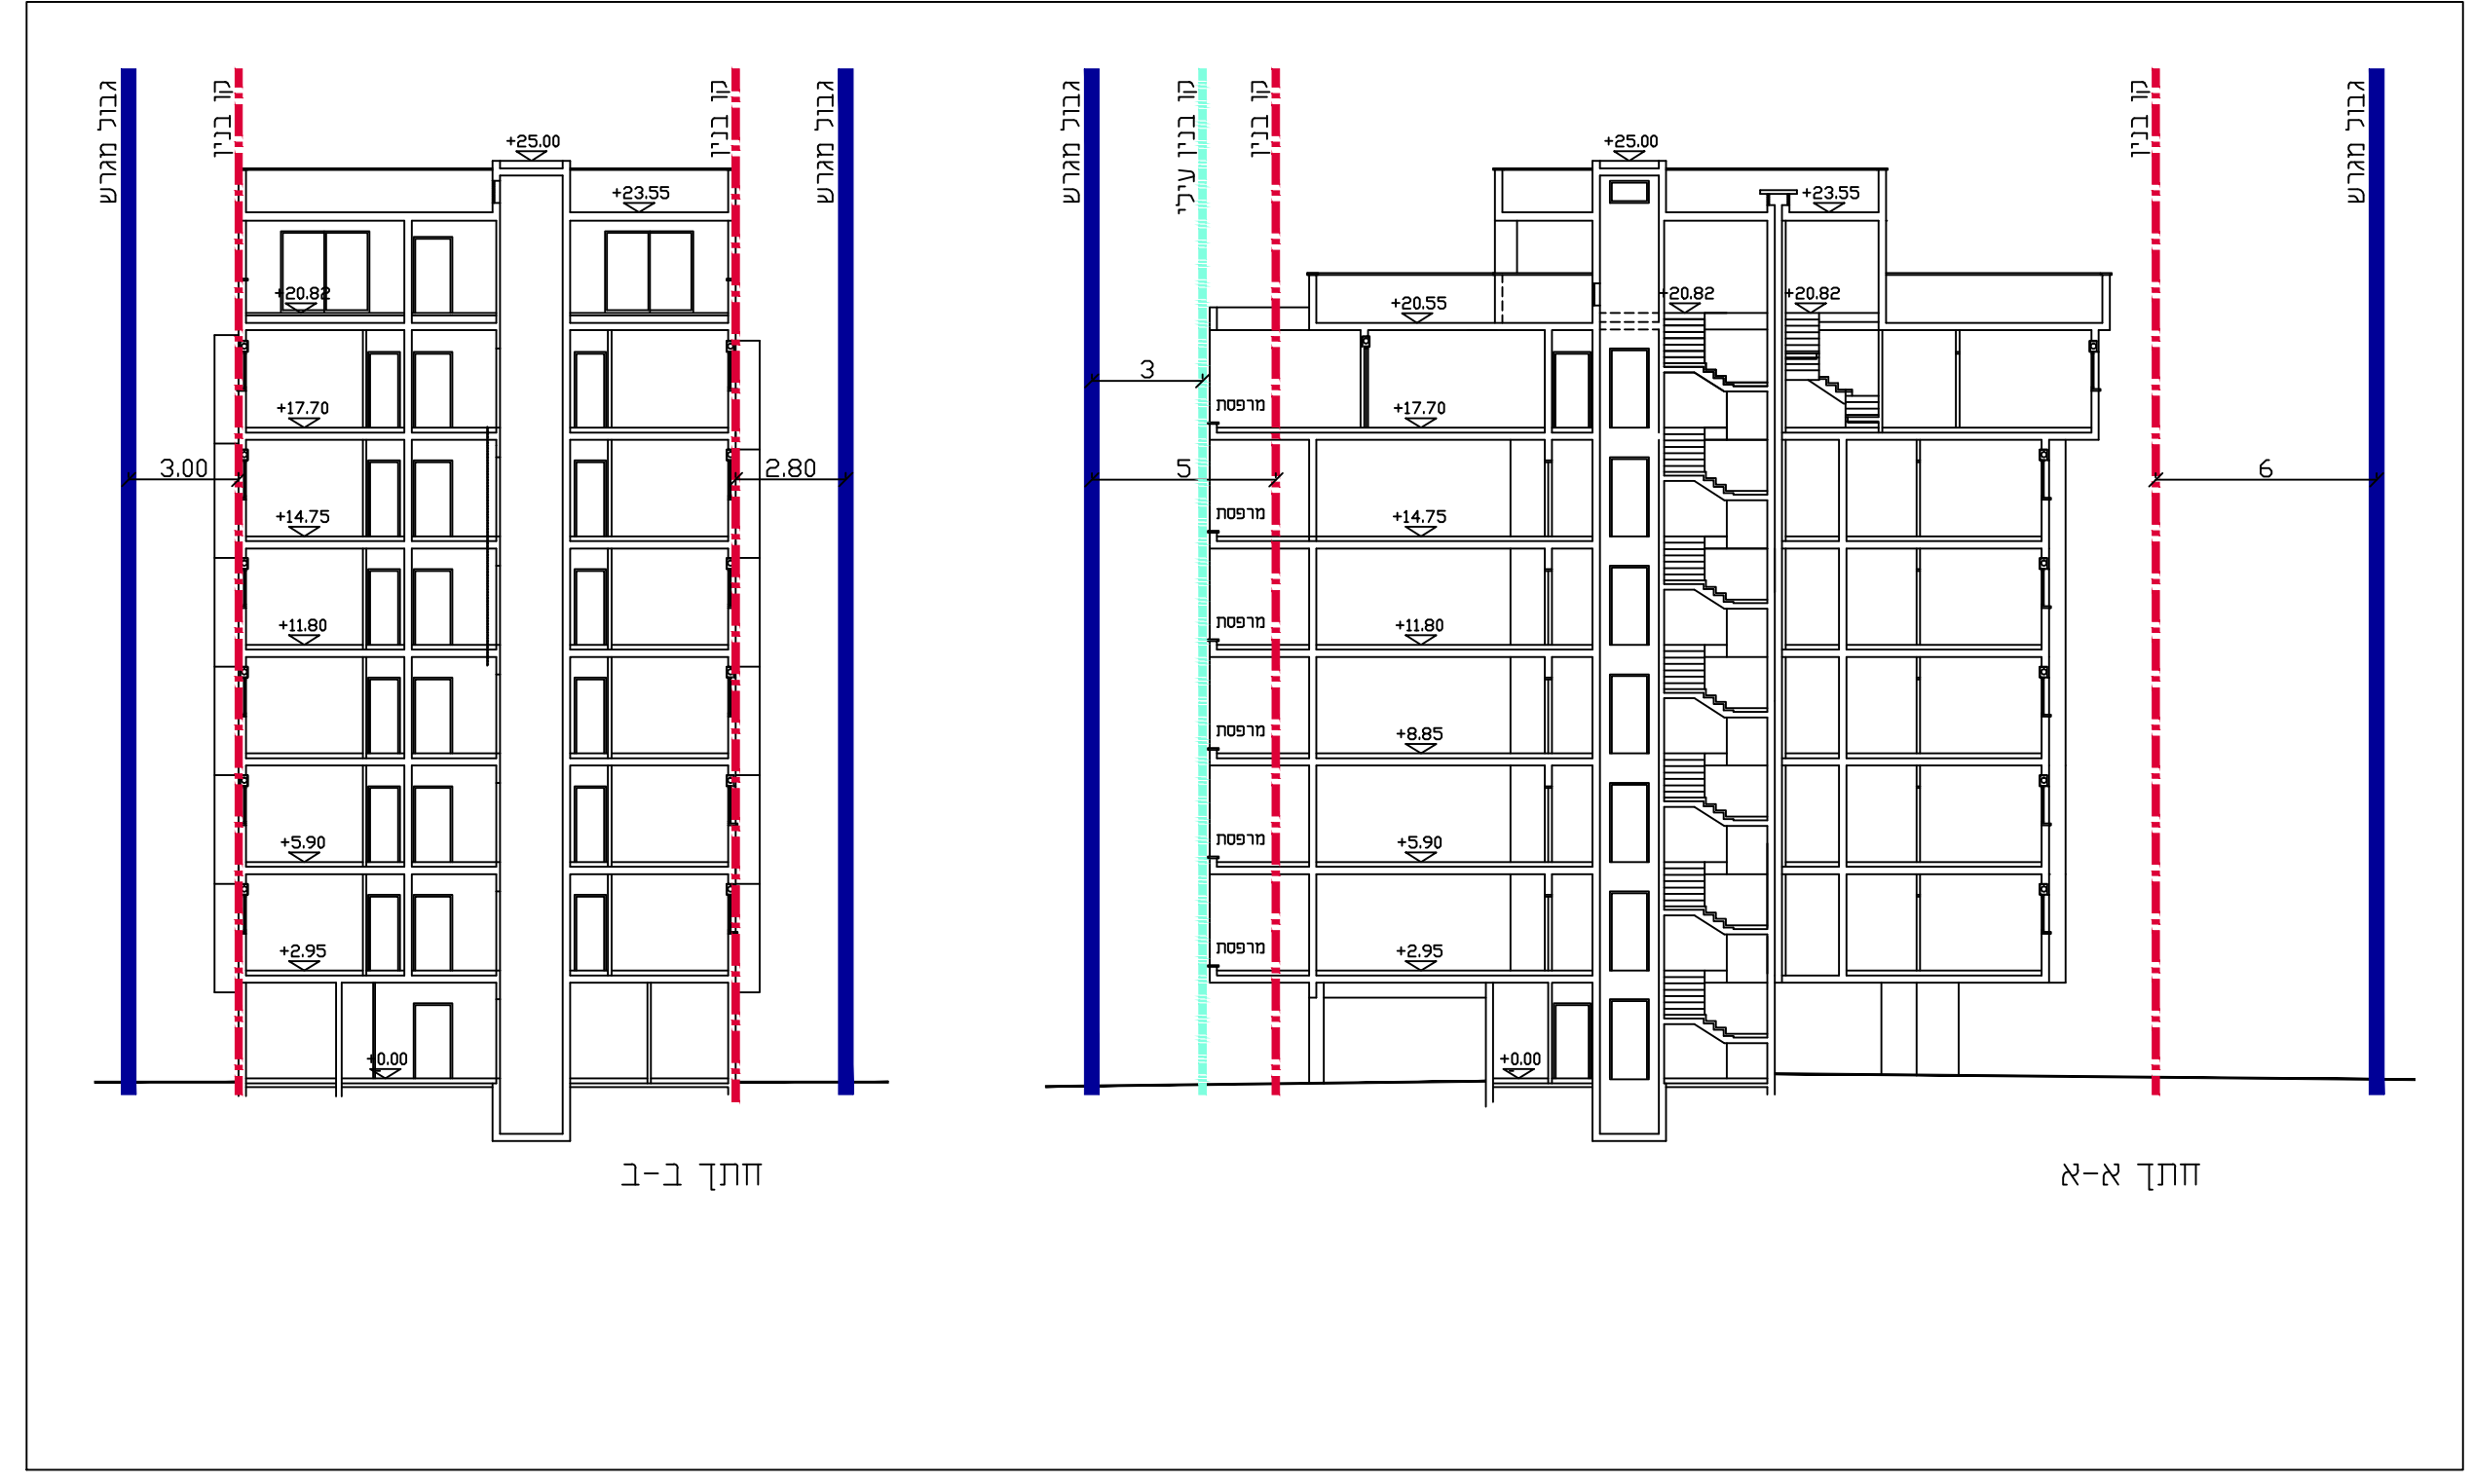 גבול מגרש
קו בניין
קו בניין
גבול מגרש
+25.00
+23.55
+20.82
+17.70
3.00
2.80
+14.75
+11.80
+5.90
+2.95
+0.00
חתך ב-ב
גבול מגרש
קו בניין עילי
קו בניין
קו בניין
גבול מגרש
+25.00
+23.55
+20.55
+20.82
+20.82
3
מרפסת
+17.70
5
6
מרפסת
+14.75
מרפסת
+11.80
מרפסת
+8.85
מרפסת
+5.90
מרפסת
+2.95
+0.00
חתך א-א